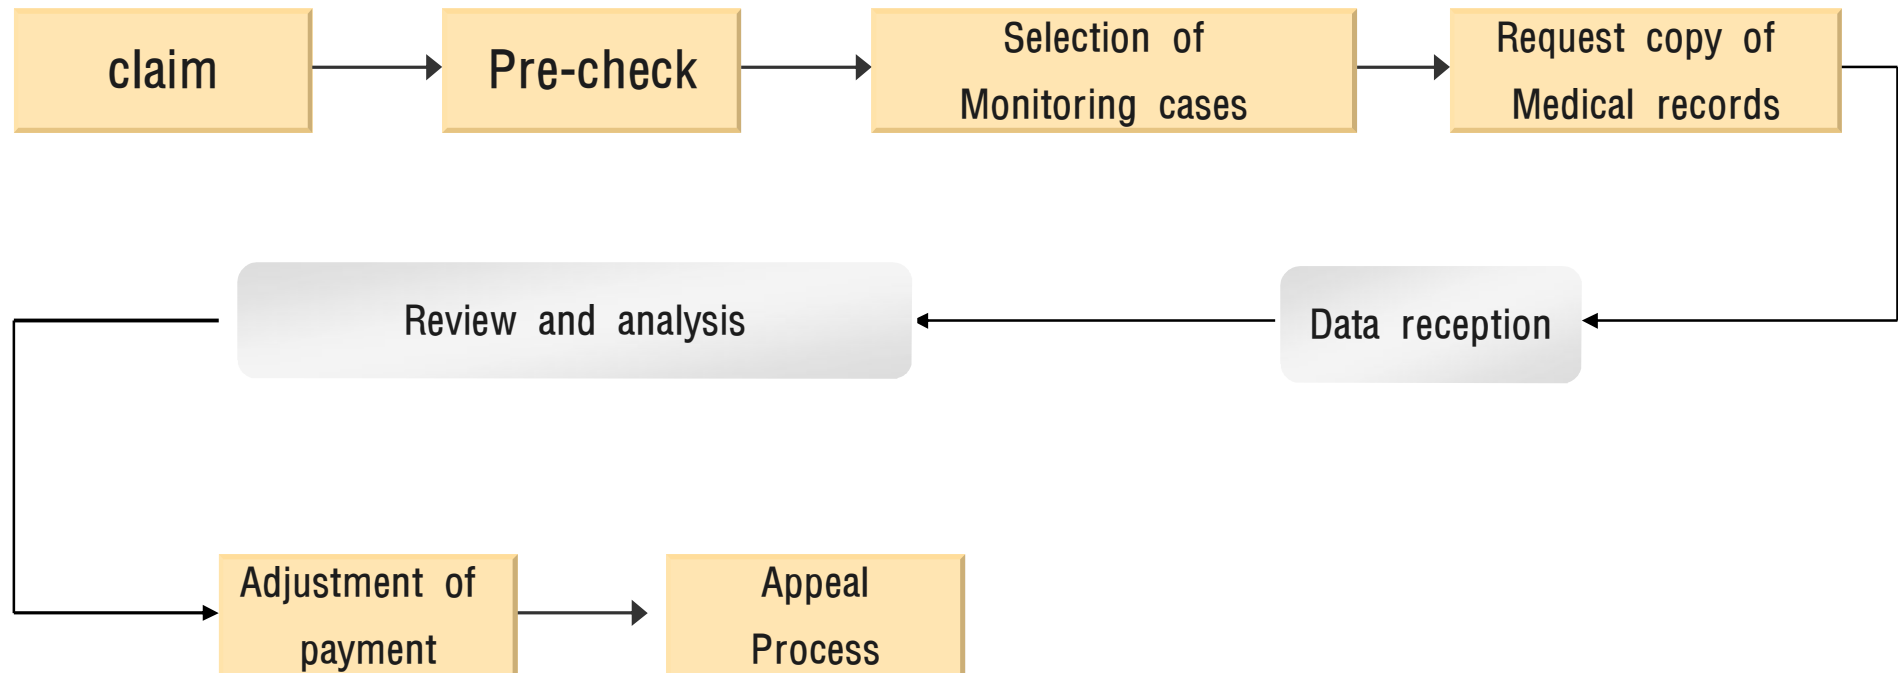 claim
Pre-check
Selection of
Monitoring cases
Request copy of
Medical records
Data reception
Review and analysis
Adjustment of
payment
Appeal
Process